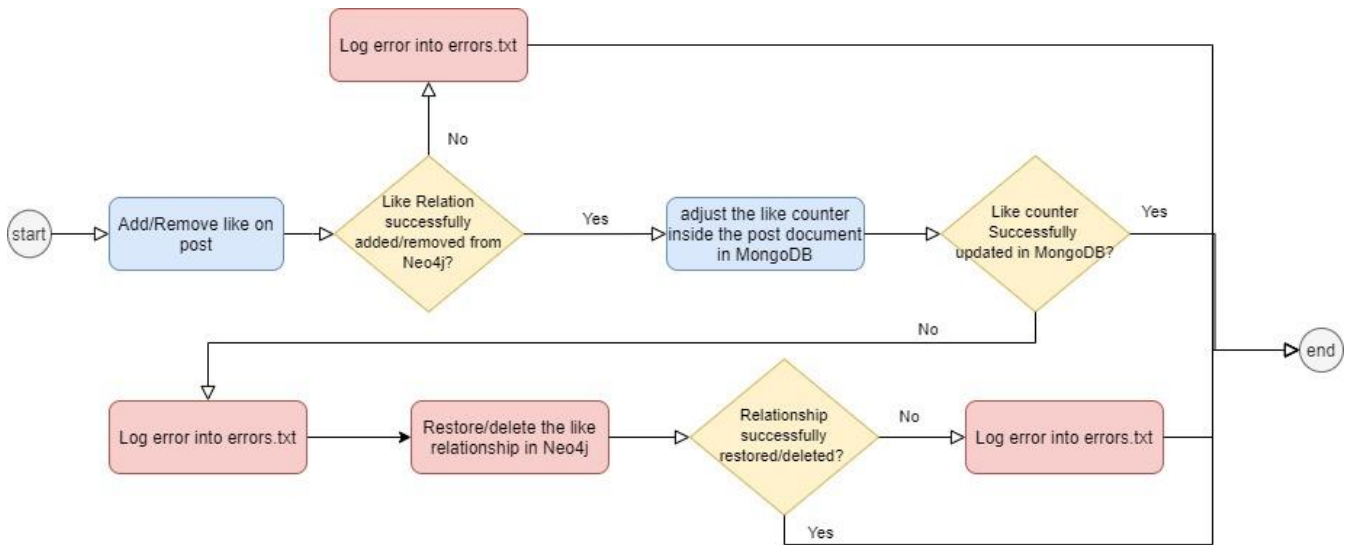 Log error into errors.txt
No
start
Add/Remove like on
post
Like Relation
successfully
added/removed from
Neo4j?
Yes
adjust the like counter
inside the post document
in MongoDB
Like counter
Successfully
updated in MongoDB?
Yes
No
end
Log error into errors.txt
Restore/delete the like
relationship in Neo4j
Relationship
successfully
restored/deleted?
No
Log error into errors.txt
Yes